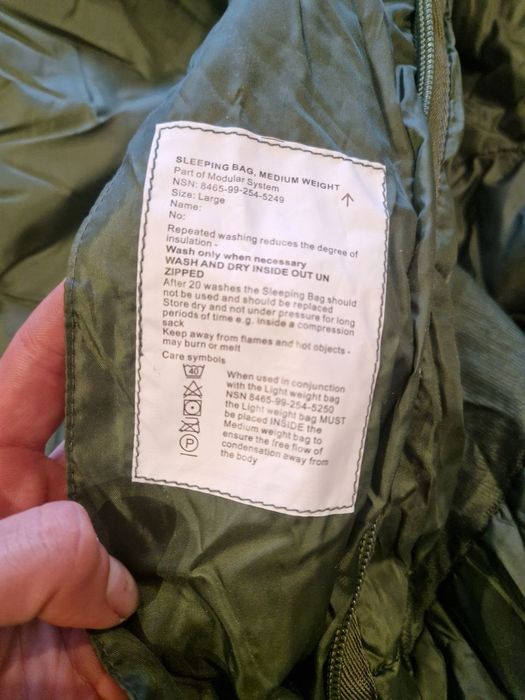 SLEEPING BAG, MEDIUM WEIGHT
Part of Modular System
NSN: 8465-99-254-5249
Size: Large
Name:
No:
Repeated washing reduces the degree of
insulation -
Wash only when necessary
WASH AND DRY INSIDE OUT UN
ZIPPED
After 20 washes the Sleeping Bag should
not be used and should be replaced
Store dry and not under pressure for long
periods of time e.g. inside a compression
sack
Keep away from flames and hot objects -
may burn or melt
Care symbols
40
P
When used in conjunction
with the Light weight bag
NSN 8465-99-254-5250
the Light weight bag MUST
be placed INSIDE the
Medium weight bag to
ensure the free flow of
condensation away from
the body